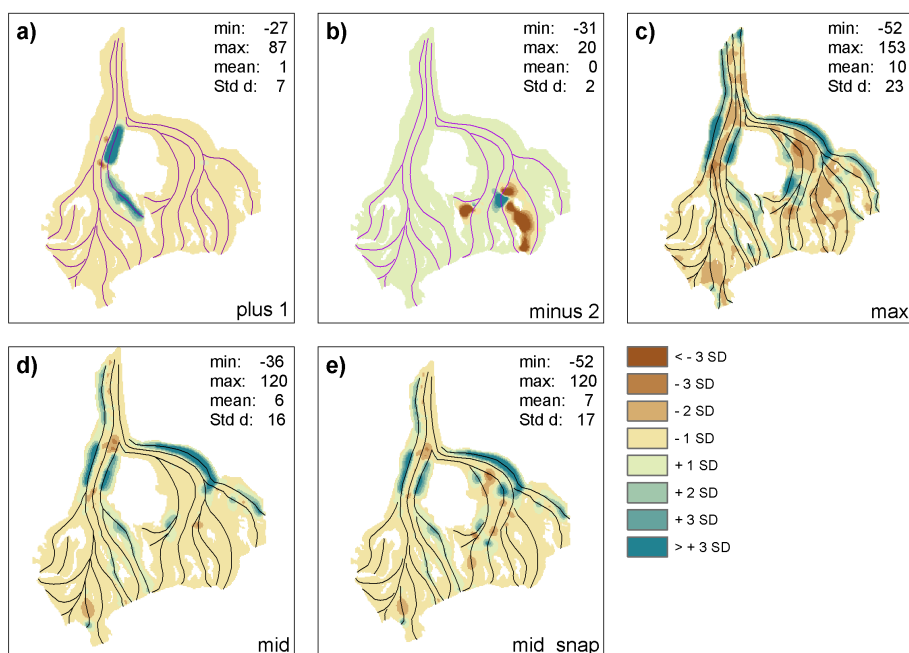 a)
min: -27
max: 87
mean: 1
Std d: 7
plus 1
b)
min: -31
max: 20
mean: 0
Std d: 2
minus 2
c)
min: -52
max: 153
mean: 10
Std d: 23
max
d)
min: -36
max: 120
mean: 6
Std d: 16
mid
e)
min: -52
max: 120
mean: 7
Std d: 17
mid snap
< - 3 SD
- 3 SD
- 2 SD
- 1 SD
+ 1 SD
+ 2 SD
+ 3 SD
> + 3 SD